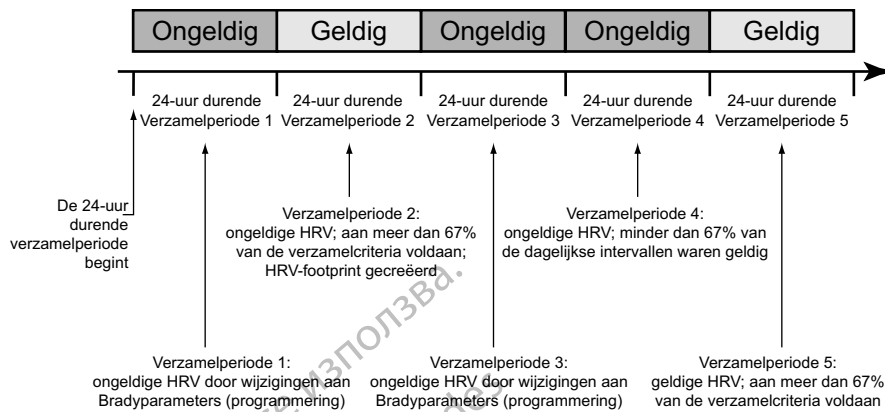 Ongeldig Geldig Ongeldig Ongeldig Geldig
24-uur durende Verzamelperiode 1
24-uur durende Verzamelperiode 2
24-uur durende Verzamelperiode 3
24-uur durende Verzamelperiode 4
24-uur durende Verzamelperiode 5
De 24-uur
durende
verzamelperiode
begint
Verzamelperiode 2:
ongeldige HRV; aan meer dan 67%
van de verzamelcriteria voldaan;
HRV-footprint gecreëerd
Verzamelperiode 4:
ongeldige HRV; minder dan 67% van
de dagelijkse intervallen waren geldig
Verzamelperiode 1:
ongeldige HRV door wijzigingen aan
Bradyparameters (programmering)
Verzamelperiode 3:
ongeldige HRV door wijzigingen aan
Bradyparameters (programmering)
Verzamelperiode 5:
geldige HRV; aan meer dan 67%
van de verzamelcriteria voldaan
използва.